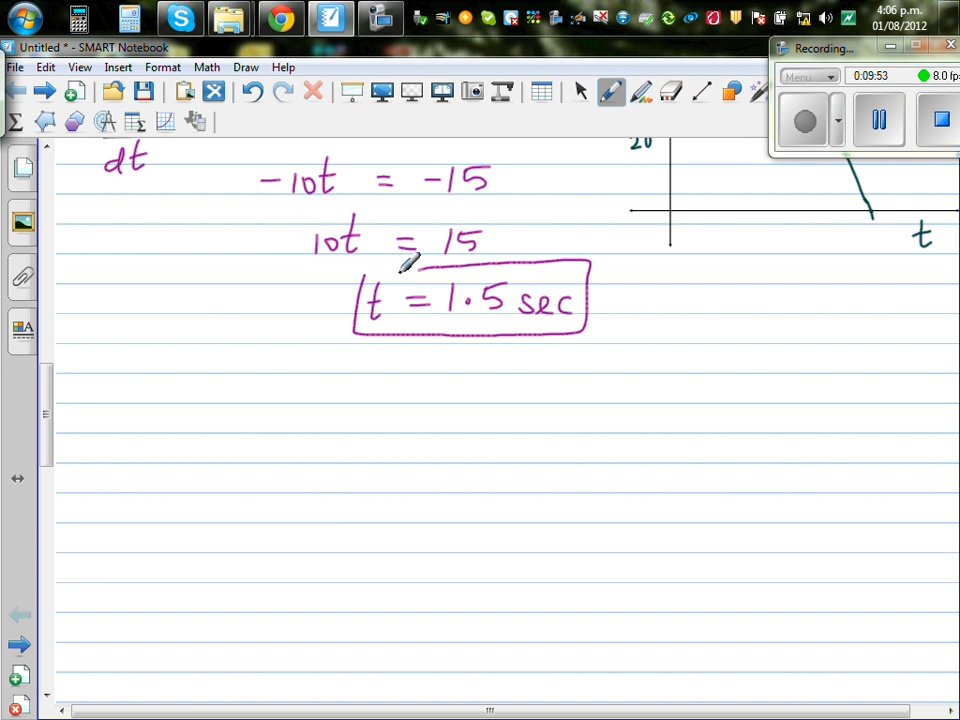 4:06 p.m.
01/08/2012
Untitled * - SMART Notebook
Recording...
File Edit View Insert Format Math Draw Help
Menu
0:09:53
8.0 fp
20
dt
-10t = -15
10t = 15
t
t = 1.5 sec